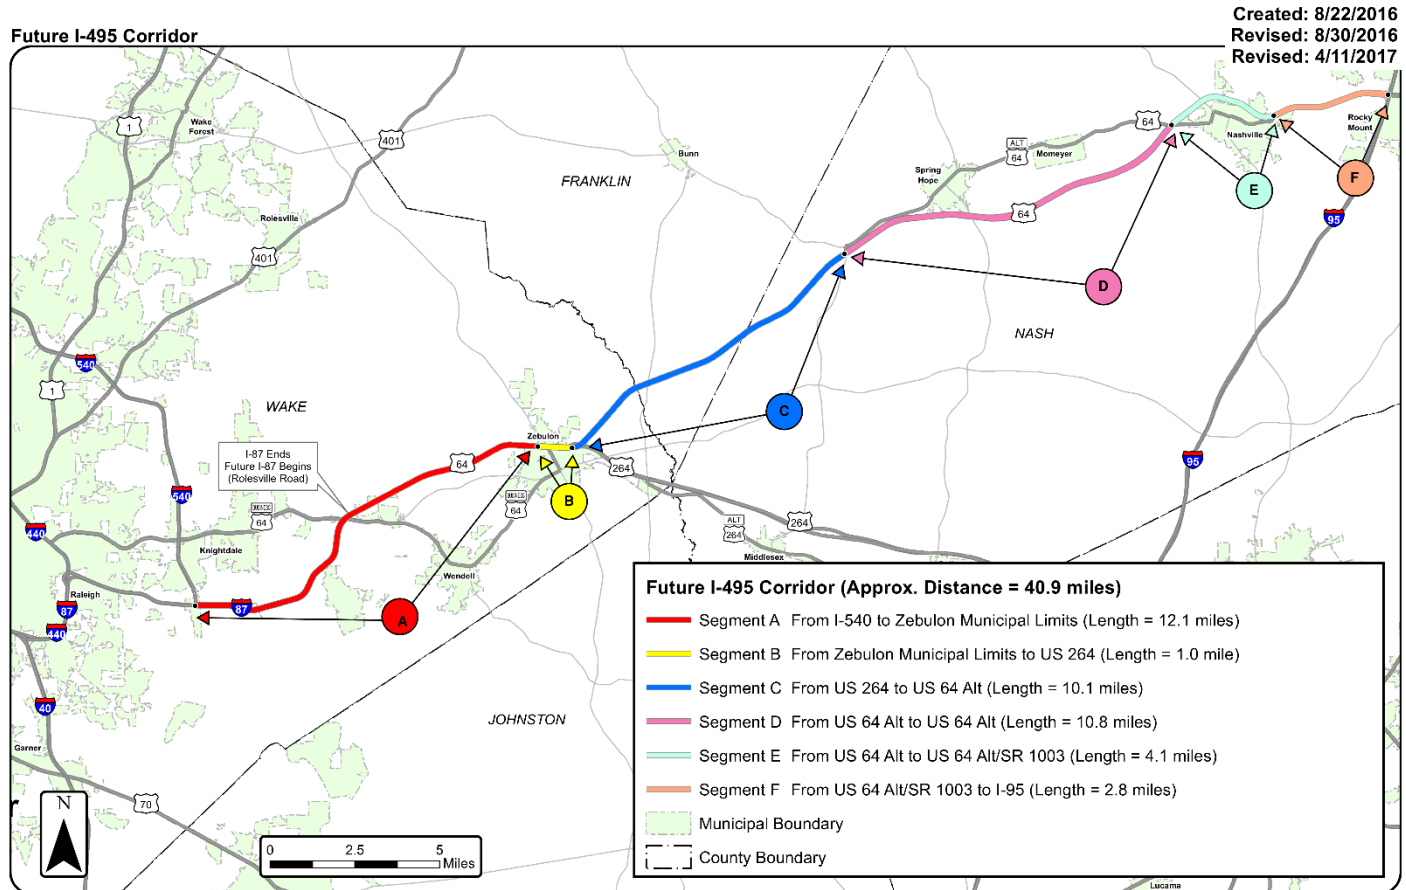 Created: 8/22/2016
Revised: 8/30/2016
Revised: 4/11/2017
Future I-495 Corridor
1
Wake
Forest
401
Bunn
FRANKLIN
Rolesville
401
540
1
WAKE
I-87 Ends
Future I-87 Begins
(Rolesville Road)
64
Zebulon
264
540
BUSINESS
64
BUSINESS
64
B
440
Knightdale
Wendell
ALT
264
264
Middlesex
Raleigh
87
87
440
A
40
JOHNSTON
Garner
70
ALT
64
Momeyer
64
Spring
Hope
Nashville
Rocky
Mount
E
F
95
64
D
NASH
C
95
Future I-495 Corridor (Approx. Distance = 40.9 miles)
Segment A From I-540 to Zebulon Municipal Limits (Length = 12.1 miles)
Segment B From Zebulon Municipal Limits to US 264 (Length = 1.0 mile)
Segment C From US 264 to US 64 Alt (Length = 10.1 miles)
Segment D From US 64 Alt to US 64 Alt (Length = 10.8 miles)
Segment E From US 64 Alt to US 64 Alt/SR 1003 (Length = 4.1 miles)
Segment F From US 64 Alt/SR 1003 to I-95 (Length = 2.8 miles)
Municipal Boundary
County Boundary
N
0 2.5 5
Miles
Lucama